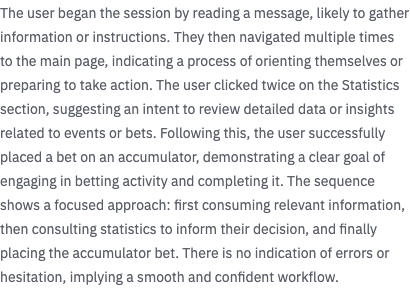 The user began the session by reading a message, likely to gather
information or instructions. They then navigated multiple times
to the main page, indicating a process of orienting themselves or
preparing to take action. The user clicked twice on the Statistics
section, suggesting an intent to review detailed data or insights
related to events or bets. Following this, the user successfully
placed a bet on an accumulator, demonstrating a clear goal of
engaging in betting activity and completing it. The sequence
shows a focused approach: first consuming relevant information,
then consulting statistics to inform their decision, and finally
placing the accumulator bet. There is no indication of errors or
hesitation, implying a smooth and confident workflow.